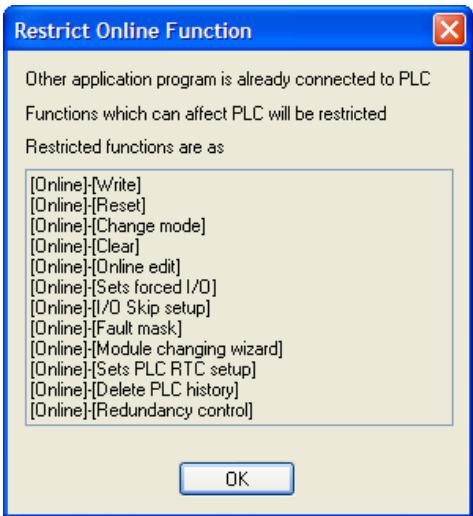 Restrict Online Function
Other application program is already connected to PLC
Functions which can affect PLC will be restricted
Restricted functions are as
[Online]-[Write]
[Online]-[Reset]
[Online]-[Change mode]
[Online]-[Clear]
[Online]-[Online edit]
[Online]-[Sets forced I/O]
[Online]-[I/O Skip setup]
[Online]-[Fault mask]
[Online]-[Module changing wizard]
[Online]-[Sets PLC RTC setup]
[Online]-[Delete PLC history]
[Online]-[Redundancy control]
OK